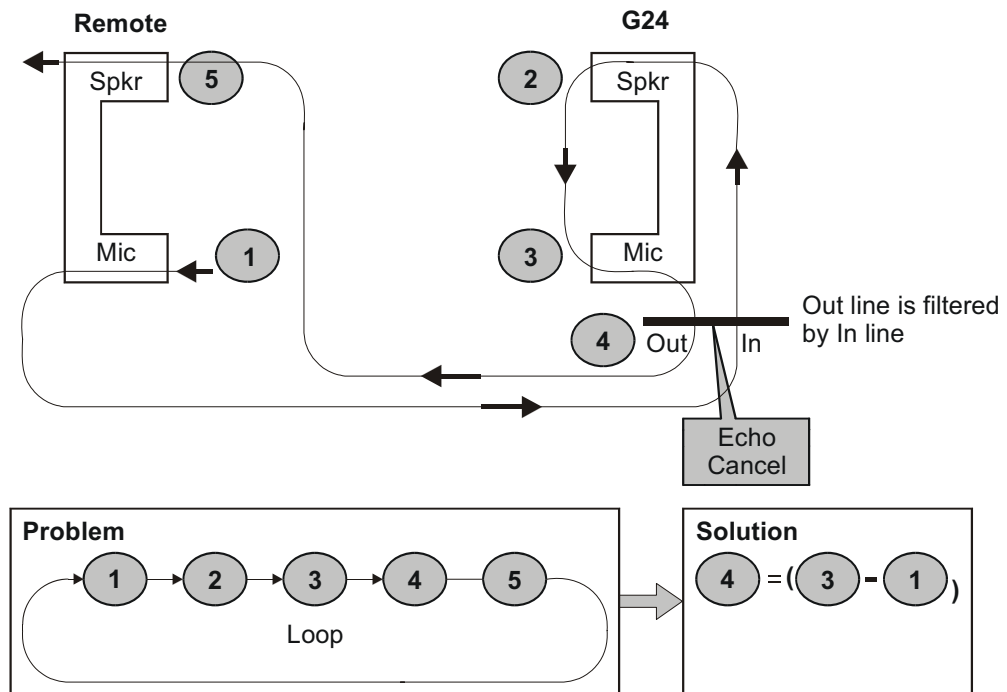 Remote
G24
Spkr
5
2
Spkr
Mic
1
3
Mic
4
Out
In
Out line is filtered
by In line
Echo
Cancel
Problem
1
2
3
4
5
Loop
Solution
4 = ( 3 - 1 )